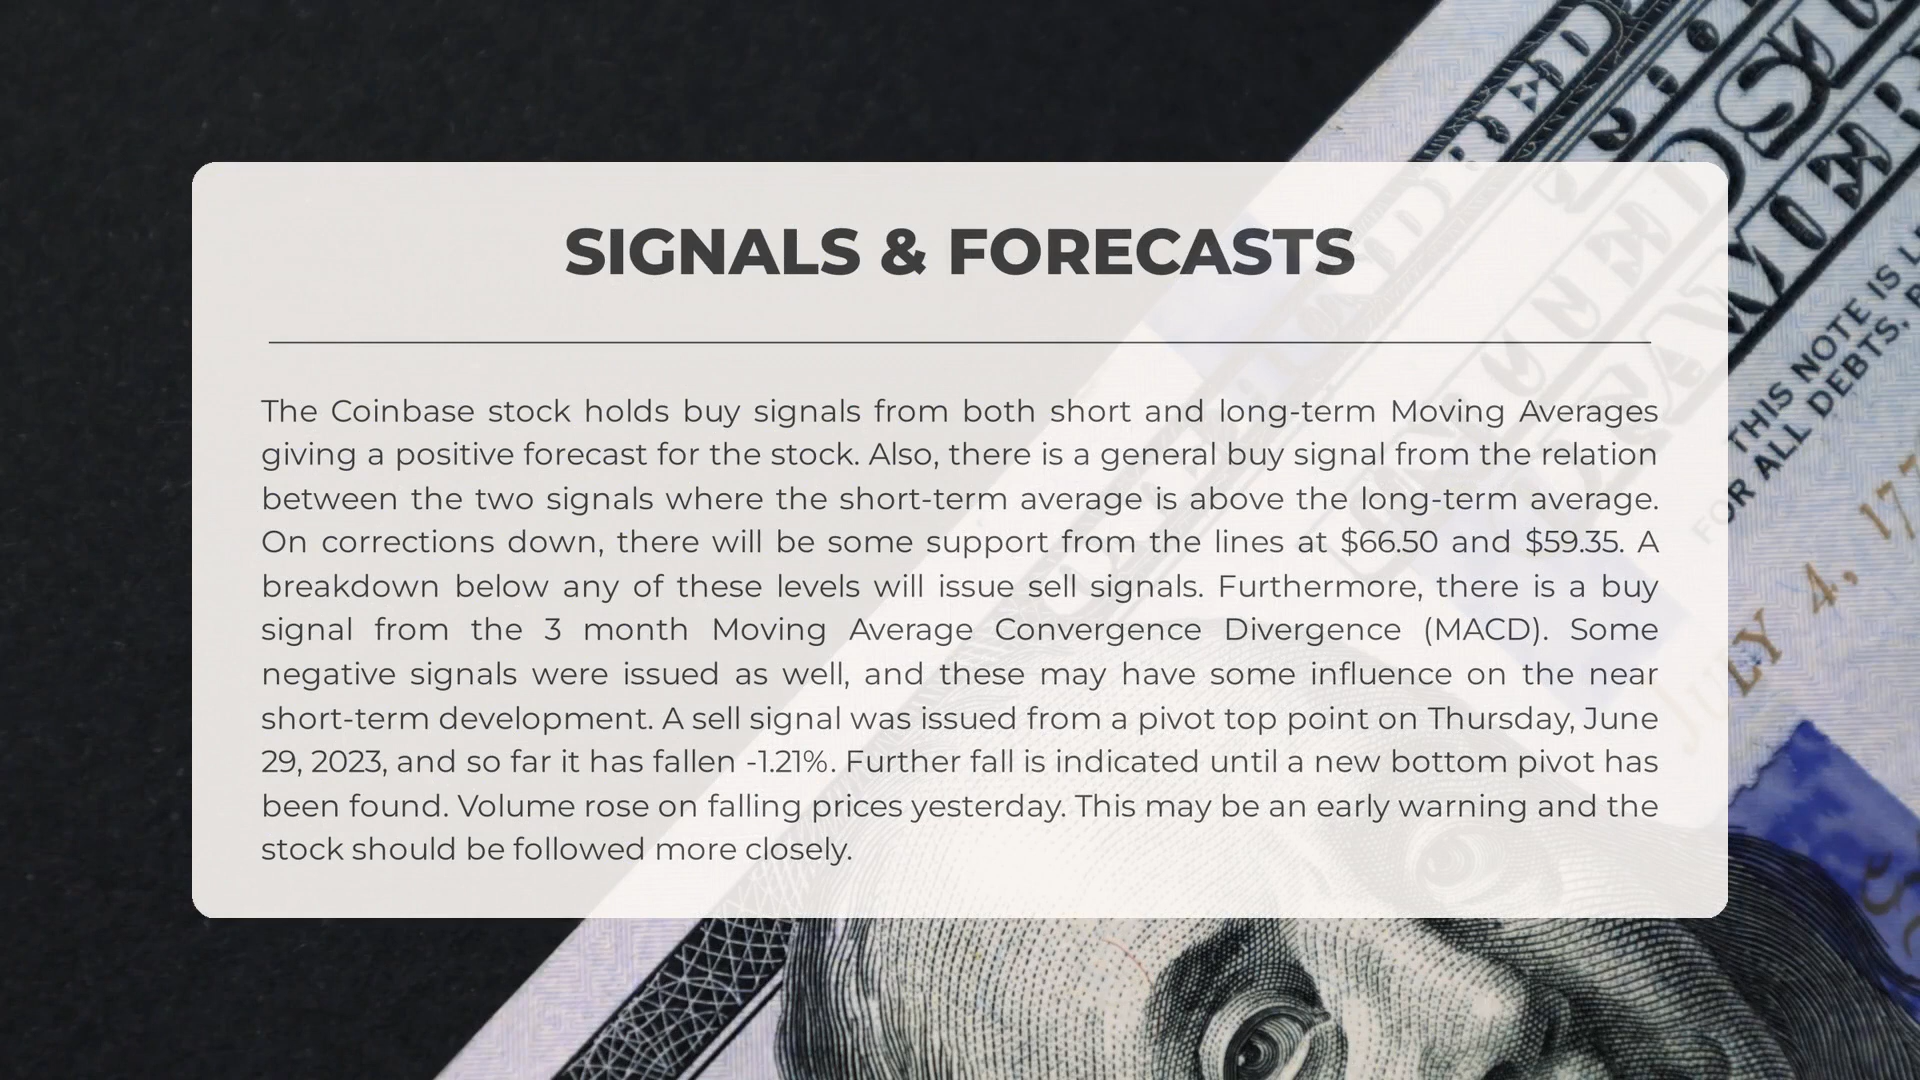 SIGNALS & FORECASTS
The Coinbase stock holds buy signals from both short and long-term Moving Averages
giving a positive forecast for the stock. Also, there is a general buy signal from the relation
between the two signals where the short-term average is above the long-term average.
On corrections down, there will be some support from the lines at $66.50 and $59.35. A
breakdown below any of these levels will issue sell signals. Furthermore, there is a buy
signal from the 3 month Moving Average Convergence Divergence (MACD). Some
negative signals were issued as well, and these may have some influence on the near
short-term development. A sell signal was issued from a pivot top point on Thursday, June
29, 2023, and so far it has fallen -1.21%. Further fall is indicated until a new bottom pivot has
been found. Volume rose on falling prices yesterday. This may be an early warning and the
stock should be followed more closely.
THIS NOTE IS
FOR ALL DEBTS,
JULY 4, 177